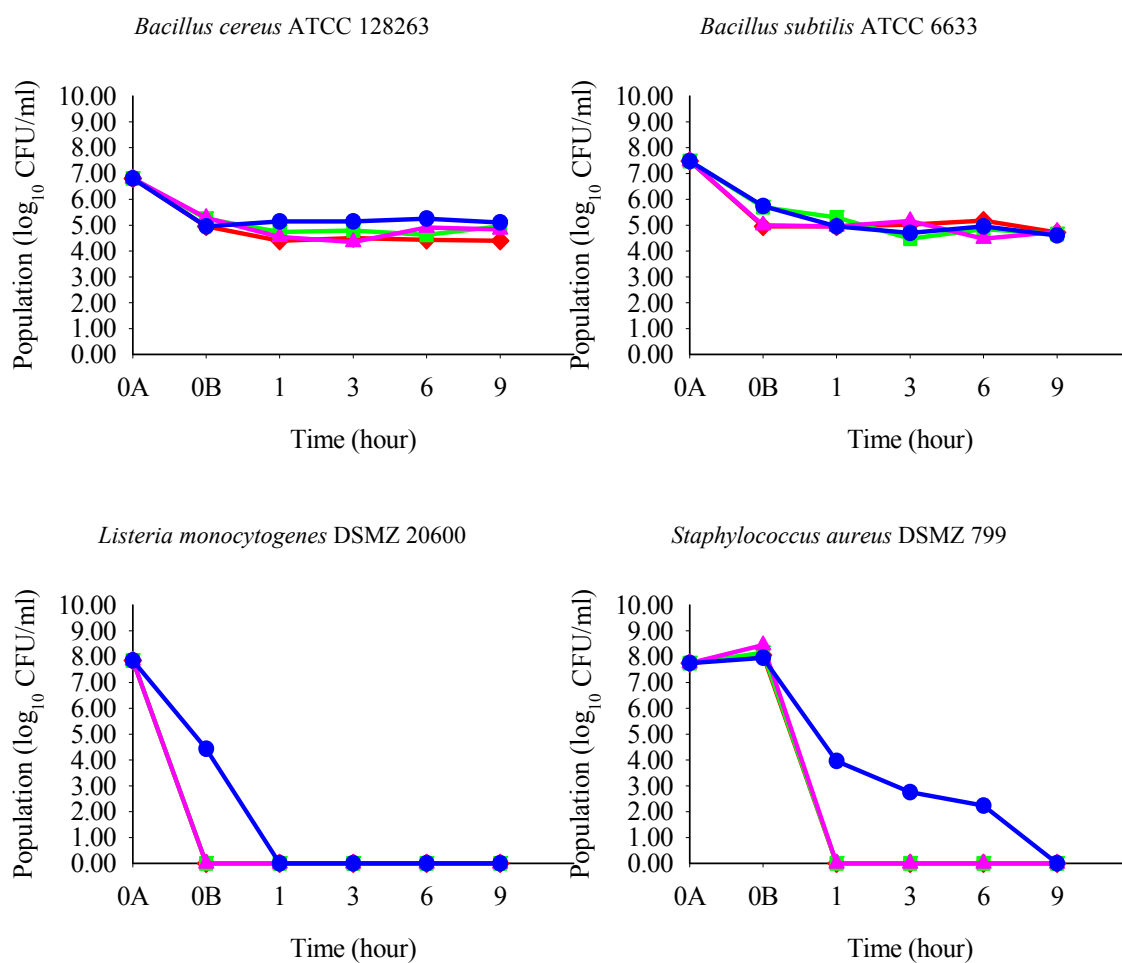 Bacillus cereus ATCC 128263
Population (log10 CFU/ml)
10.00
9.00
8.00
7.00
6.00
5.00
4.00
3.00
2.00
1.00
0.00
0A 0B 1 3 6 9
Time (hour)
Bacillus subtilis ATCC 6633
Population (log10 CFU/ml)
10.00
9.00
8.00
7.00
6.00
5.00
4.00
3.00
2.00
1.00
0.00
0A 0B 1 3 6 9
Time (hour)
Listeria monocytogenes DSMZ 20600
Population (log10 CFU/ml)
10.00
9.00
8.00
7.00
6.00
5.00
4.00
3.00
2.00
1.00
0.00
0A 0B 1 3 6 9
Time (hour)
Staphylococcus aureus DSMZ 799
Population (log10 CFU/ml)
10.00
9.00
8.00
7.00
6.00
5.00
4.00
3.00
2.00
1.00
0.00
0A 0B 1 3 6 9
Time (hour)